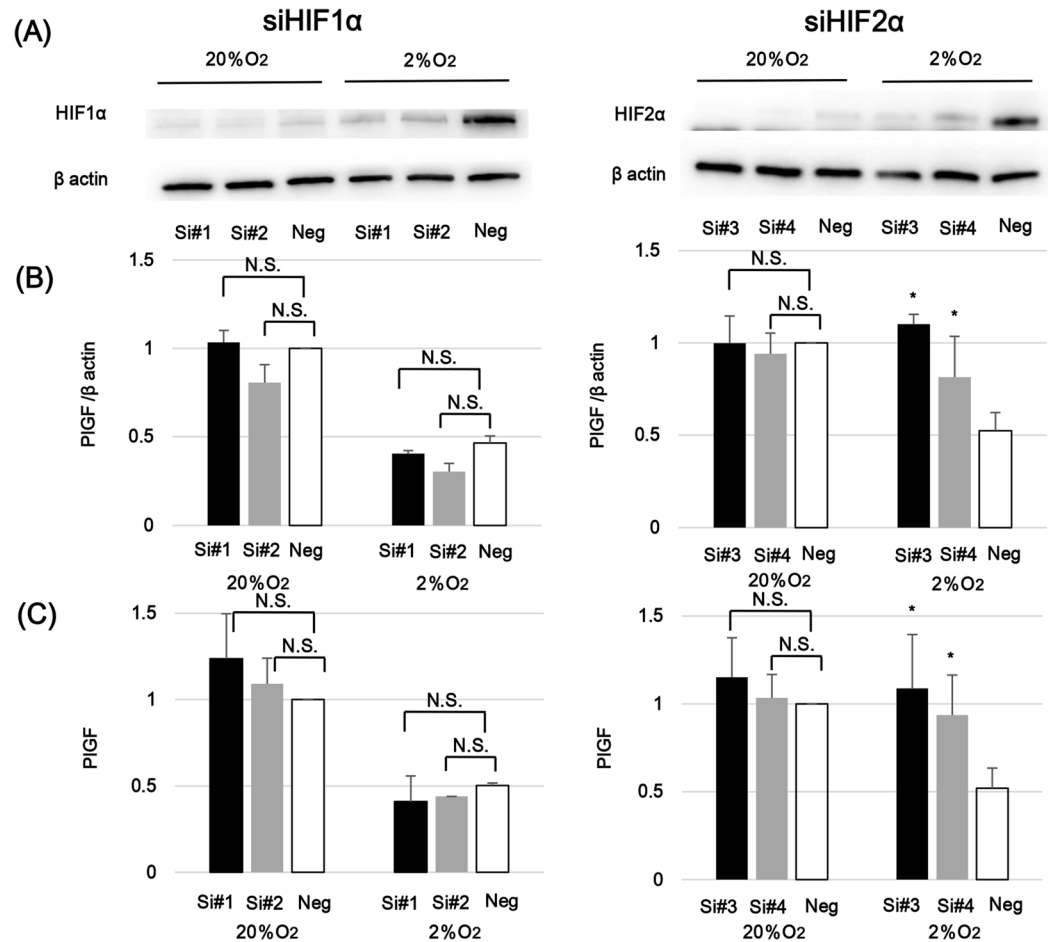 (A)
siHIF1α
20%O2 2%O2
HIF1α
β actin
Si#1 Si#2 Neg Si#1 Si#2 Neg
siHIF2α
20%O2 2%O2
HIF2α
β actin
Si#3 Si#4 Neg Si#3 Si#4 Neg
(B)
PlGF /β actin
1.5
1
0.5
0
N.S.
N.S.
N.S.
N.S.
Si#1 Si#2 Neg Si#1 Si#2 Neg
20%O2 2%O2
PlGF /β actin
1.5
1
0.5
0
N.S.
N.S.
*
*
Si#3 Si#4 Neg Si#3 Si#4 Neg
20%O2 2%O2
(C)
PlGF
1.5
1
0.5
0
N.S.
N.S.
N.S.
N.S.
Si#1 Si#2 Neg Si#1 Si#2 Neg
20%O2 2%O2
PlGF
1.5
1
0.5
0
N.S.
N.S.
*
*
Si#3 Si#4 Neg Si#3 Si#4 Neg
20%O2 2%O2